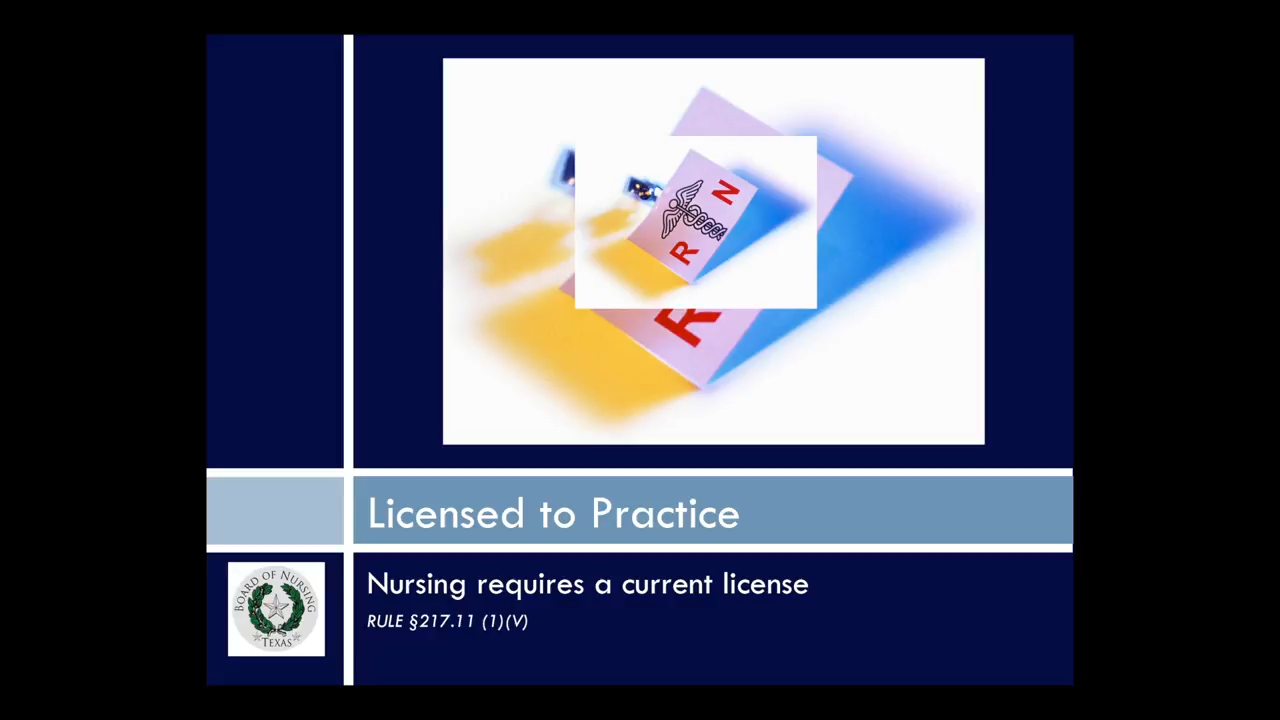 R N
R
Licensed to Practice
Nursing requires a current license
RULE §217.11 (1)(V)
BOARD OF NURSING
TEXAS